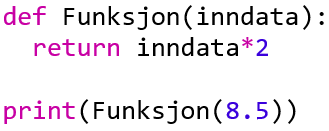 def Funksjon(inndata):
  return inndata*2

print(Funksjon(8.5))